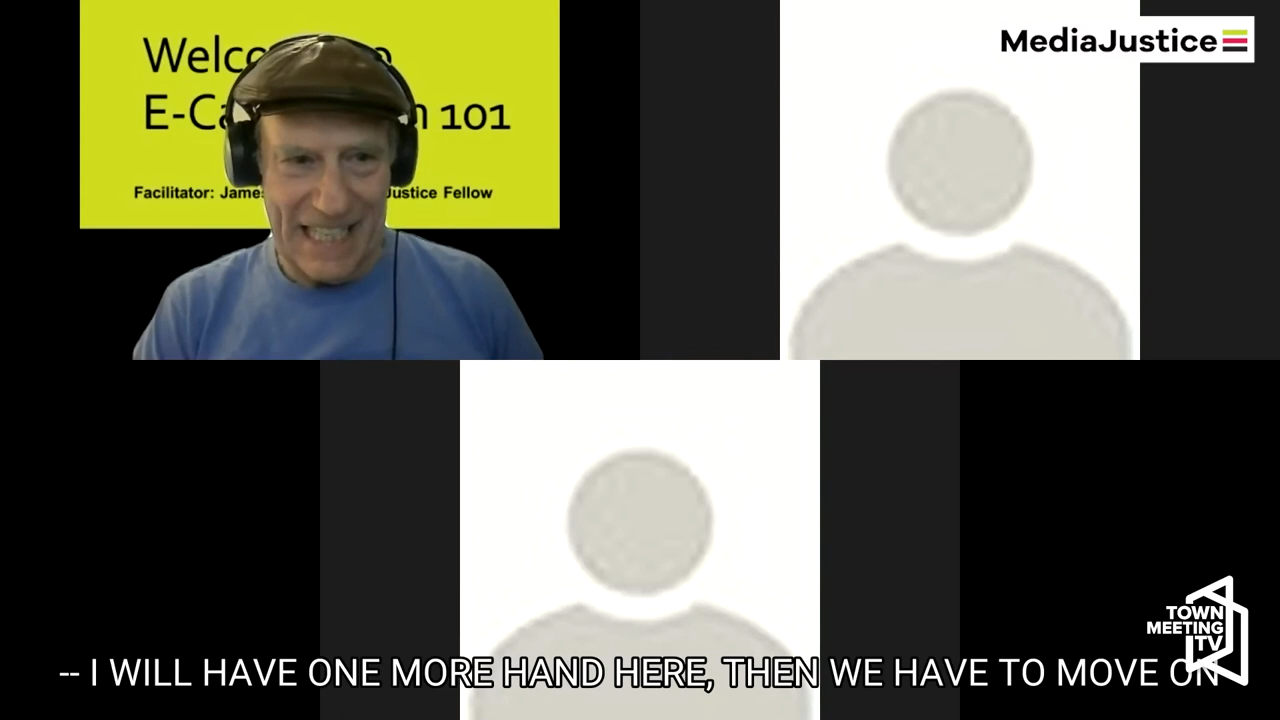 Welco
E-Ca n 101
Facilitator: James Justice Fellow
MediaJustice
TOWN
MEETING
TV
-- I WILL HAVE ONE MORE HAND HERE, THEN WE HAVE TO MOVE ON